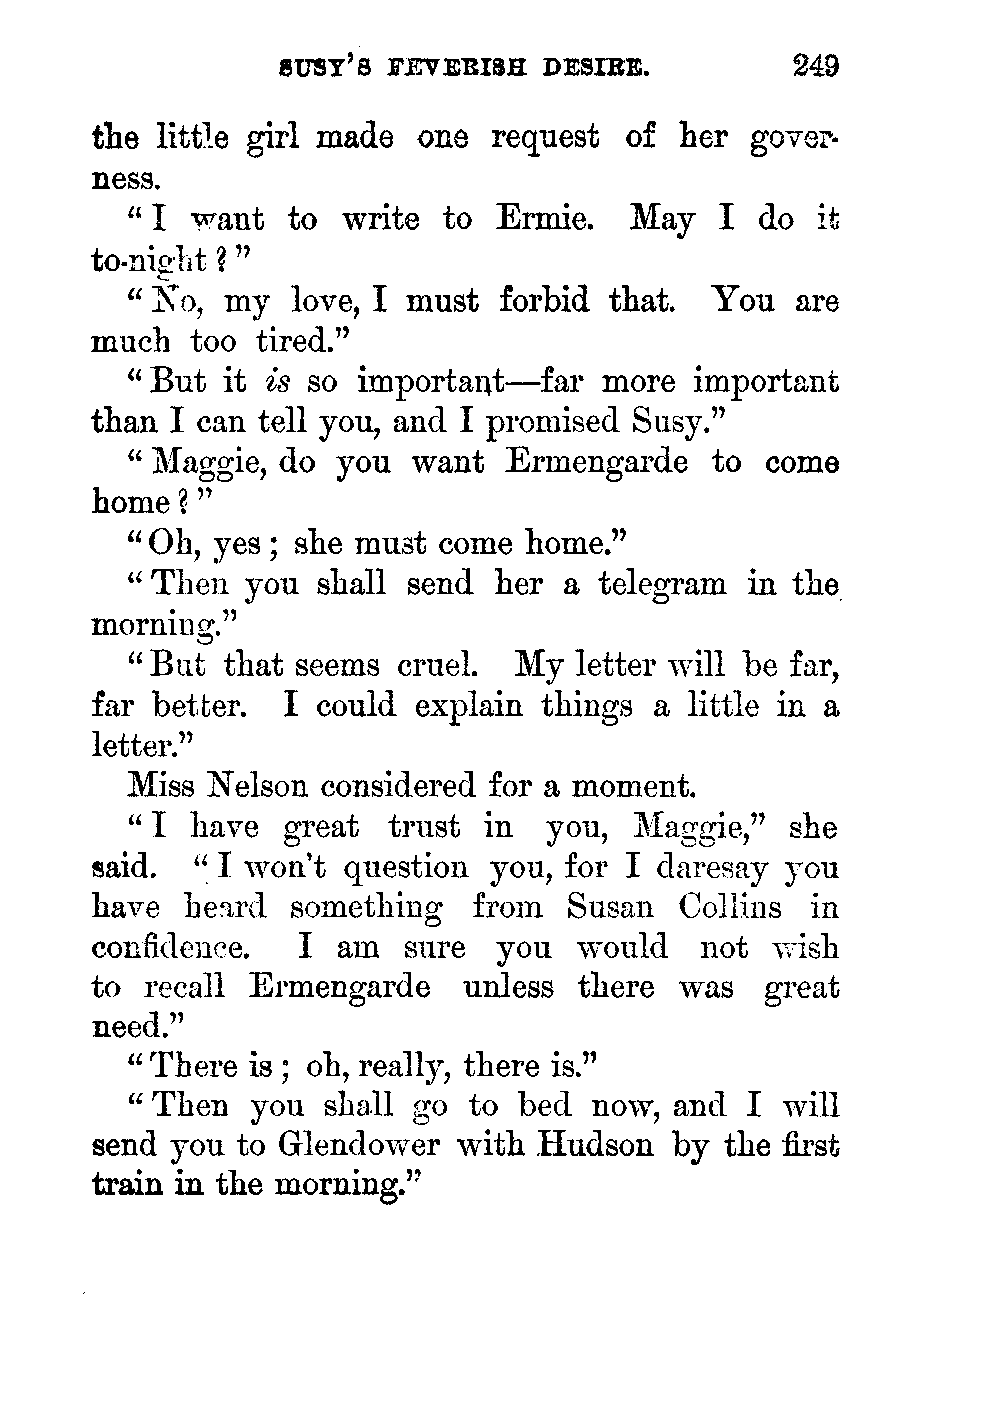 SUSY'S FEVERISH DESIRE. 249
the little girl made one request of her gover-
ness.
"I want to write to Ermie. May I do it
to-night?"
"No, my love, I must forbid that. You are
much too tired."
"But it is so important—far more important
than I can tell you, and I promised Susy."
"Maggie, do you want Ermengarde to come
home?"
"Oh, yes; she must come home."
"Then you shall send her a telegram in the
morning."
"But that seems cruel. My letter will be far,
far better. I could explain things a little in a
letter."
Miss Nelson considered for a moment.
"I have great trust in you, Maggie," she
said. "I won't question you, for I daresay you
have heard something from Susan Collins in
confidence. I am sure you would not wish
to recall Ermengarde unless there was great
need."
"There is; oh, really, there is."
"Then you shall go to bed now, and I will
send you to Glendower with Hudson by the first
train in the morning."